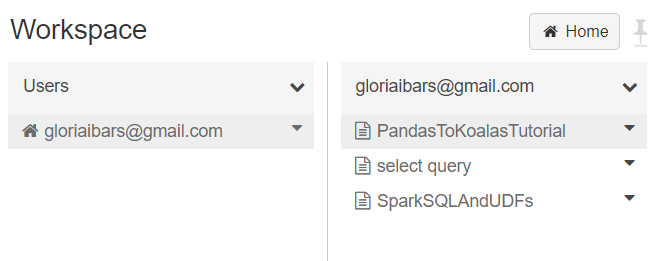 Workspace
Home
Users
gloriaibars@gmail.com
gloriaibars@gmail.com
PandasToKoalasTutorial
select query
SparkSQLAndUDFs